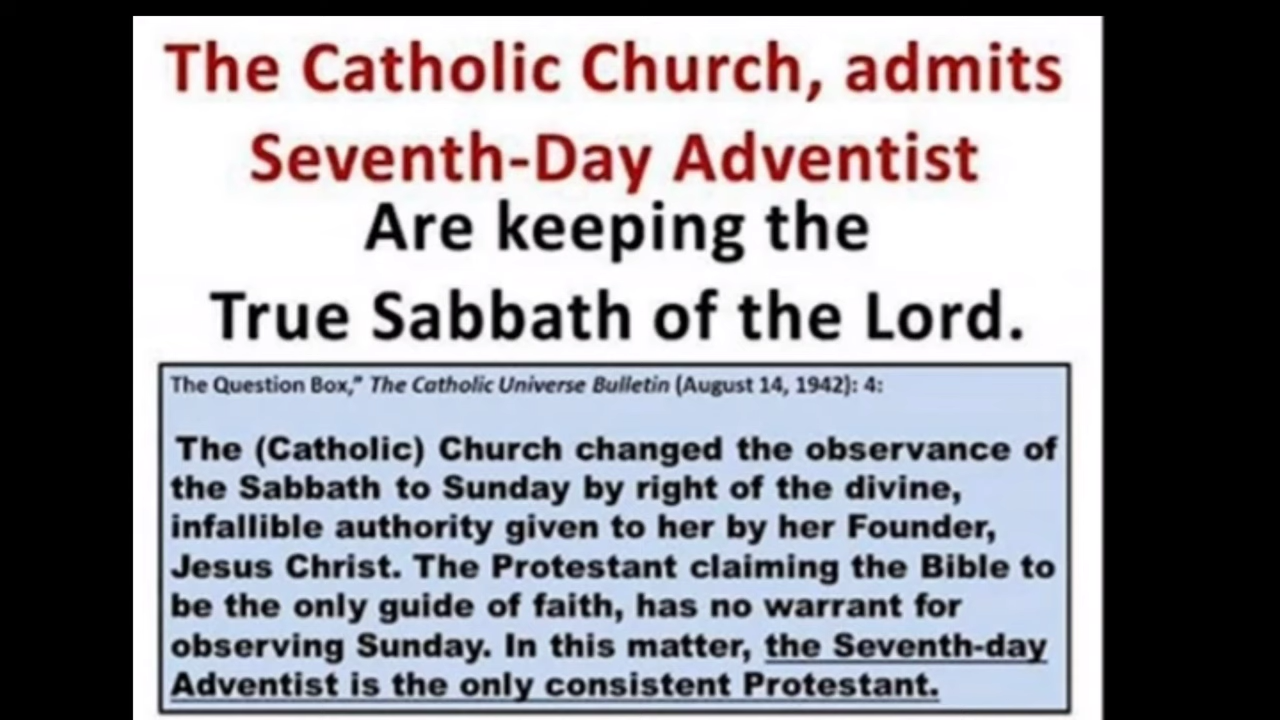 The Catholic Church, admits
Seventh-Day Adventist
Are keeping the
True Sabbath of the Lord.
The Question Box,” The Catholic Universe Bulletin (August 14, 1942): 4:
The (Catholic) Church changed the observance of
the Sabbath to Sunday by right of the divine,
infallible authority given to her by her Founder,
Jesus Christ. The Protestant claiming the Bible to
be the only guide of faith, has no warrant for
observing Sunday. In this matter, the Seventh-day
Adventist is the only consistent Protestant.